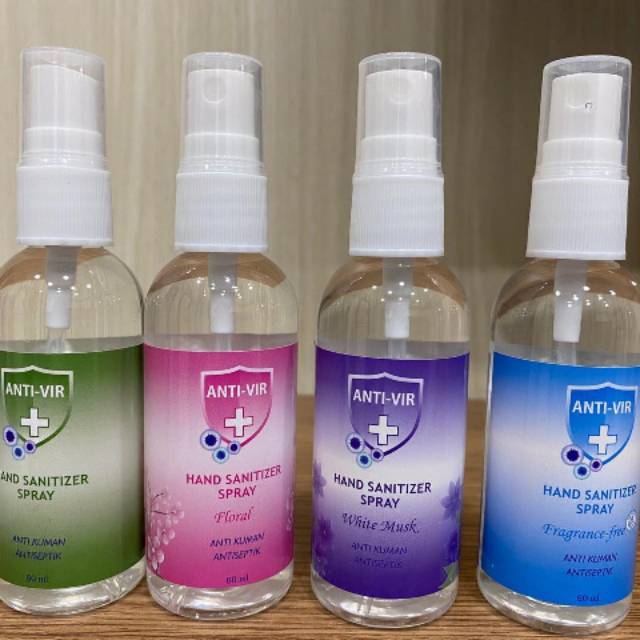 ANTI-VIR
AND SANITIZER
SPRAY
ANTI KUMAN
ANTISEPTIK
60 ml
ANTI-VIR
HAND SANITIZER
SPRAY
Floral
ANTI KUMAN
ANTISEPTIK
60 ml
ANTI-VIR
HAND SANITIZER
SPRAY
White Musk
ANTI KUMAN
ANTISEPTIK
ANTI-VIR
HAND SANITIZER
SPRAY
Fragrance-free
ANTI KUMAN
ANTISEPTIK
60 ml